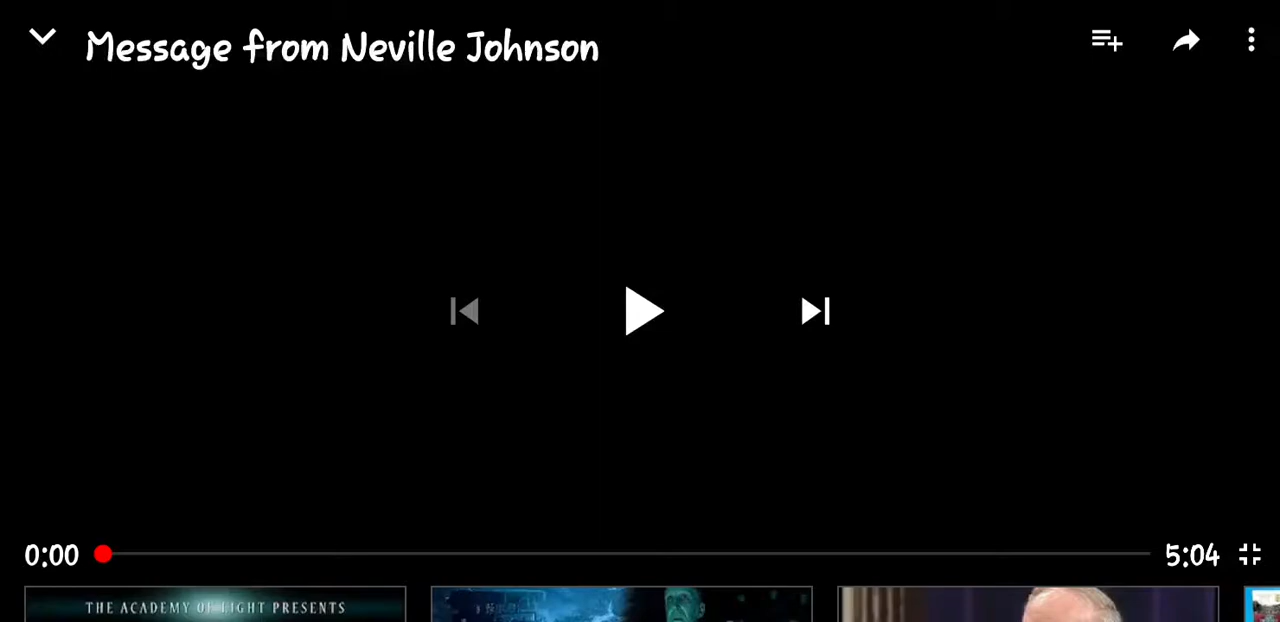 Message from Neville Johnson
0:00
5:04
THE ACADEMY OF LIGHT PRESENTS